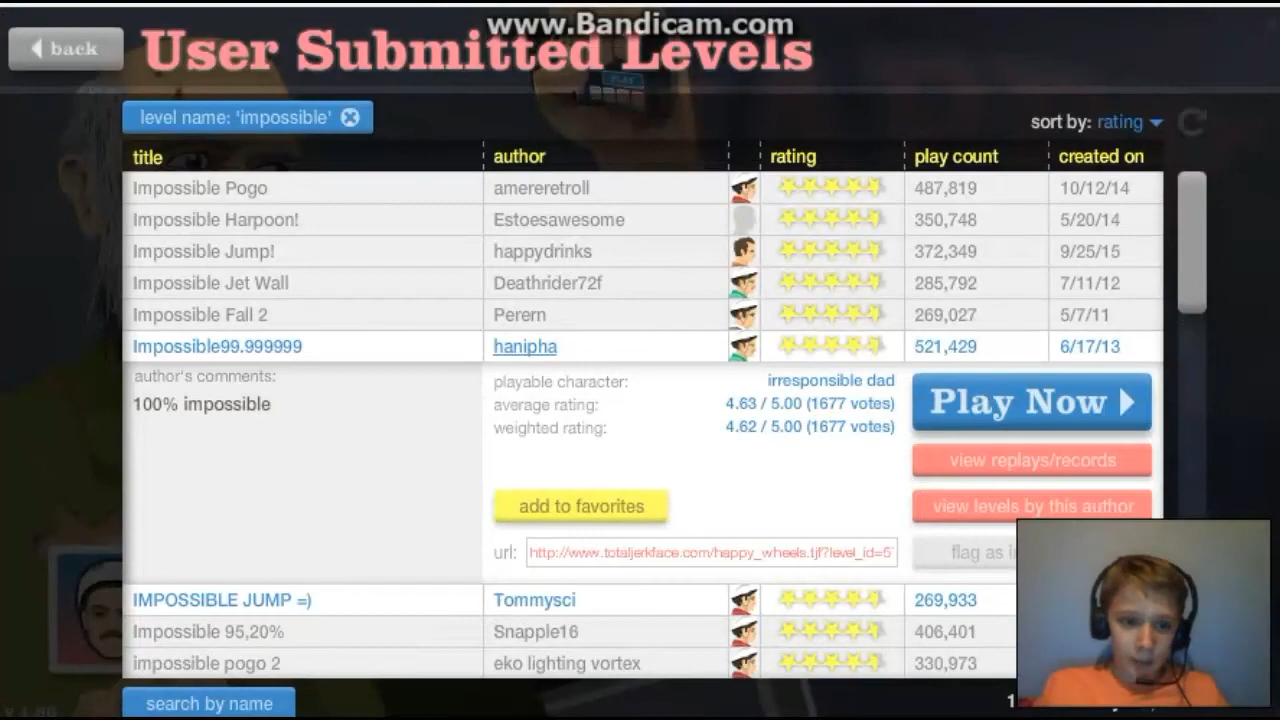 www.Bandicam.com
back
User Submitted Levels
PLAY
level name: 'impossible'
sort by: rating
title author rating play count created on
Impossible Pogo amereretroll 487,819 10/12/14
Impossible Harpoon! Estoesawesome 350,748 5/20/14
Impossible Jump! happydrinks 372,349 9/25/15
Impossible Jet Wall Deathrider72f 285,792 7/11/12
Impossible Fall 2 Perern 269,027 5/7/11
Impossible99.999999 hanipha 521,429 6/17/13
author's comments:
100% impossible
playable character: irresponsible dad
average rating: 4.63 / 5.00 (1677 votes)
weighted rating: 4.62 / 5.00 (1677 votes)
Play Now
view replays/records
add to favorites
view levels by this author
url: http://www.totaljerkface.com/happy_wheels.tjf?level_id=5
flag as
IMPOSSIBLE JUMP =) Tommysci 269,933
Impossible 95,20% Snapple16 406,401
impossible pogo 2 eko lighting vortex 330,973
search by name